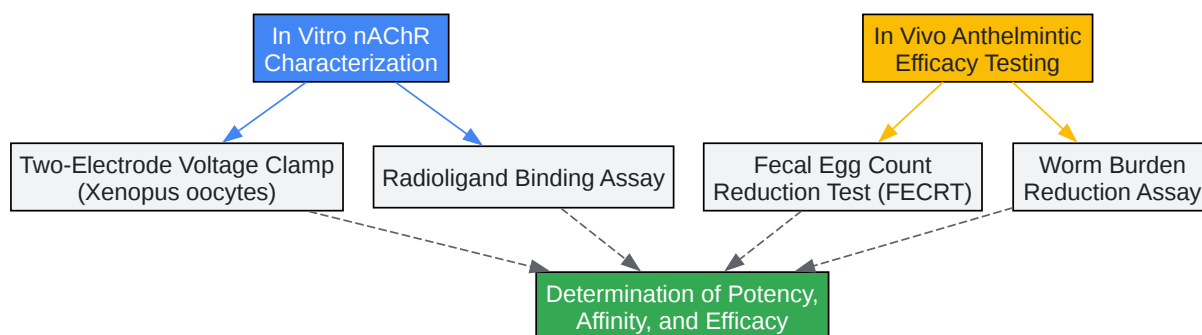 In Vitro nAChR
Characterization
In Vivo Anthelmintic
Efficacy Testing
Two-Electrode Voltage Clamp
(Xenopus oocytes)
Radioligand Binding Assay
Fecal Egg Count
Reduction Test (FECRT)
Worm Burden
Reduction Assay
Determination of Potency,
Affinity, and Efficacy